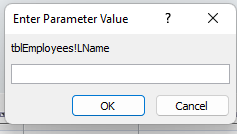 Enter Parameter Value ? ×
tblEmployees!LName
OK Cancel